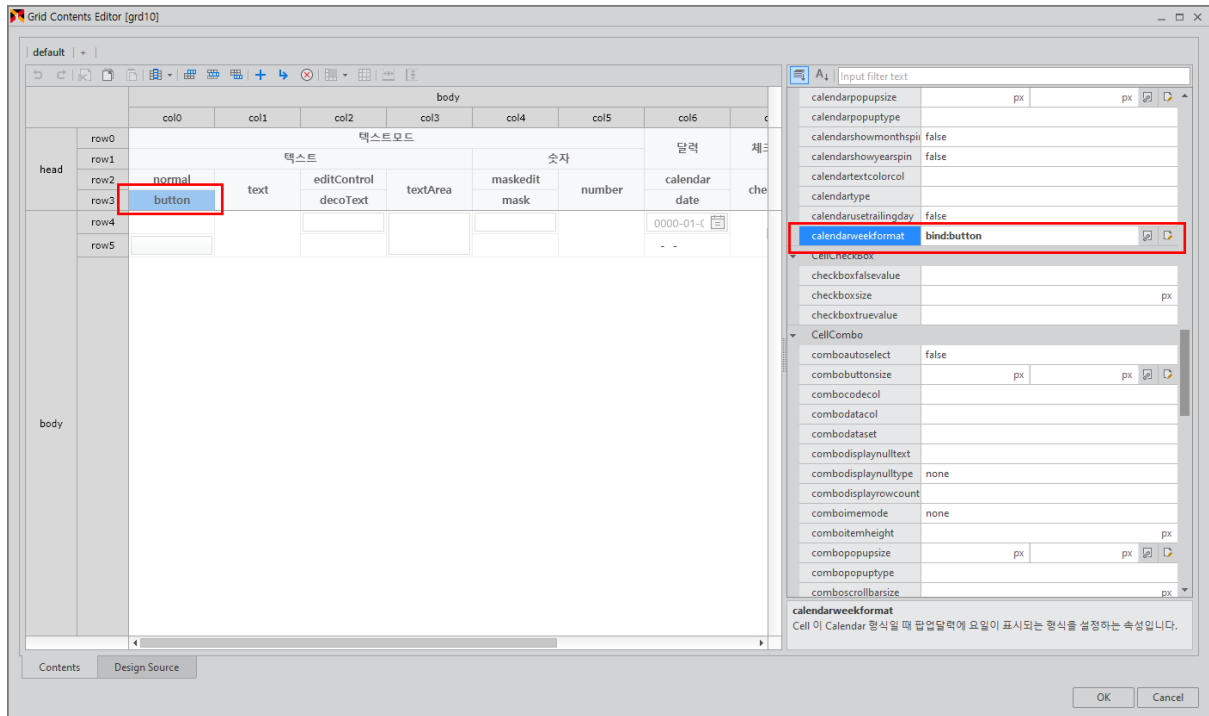 Grid Contents Editor [grd10]
default | + |
Input filter text
body
col0 col1 col2 col3 col4 col5 col6
head
row0 텍스트모드 달력
row1 텍스트 숫자
row2 normal text editControl textArea maskedit number calendar
row3 button decoText mask date
row4 0000-01-
row5 - -
body
calendarpopupsize px px
calendarpopuptype
calendarshowmonthspi false
calendarshowyearspin false
calendartextcolorcol
calendartype
calendarusetrailingday false
calendarweekformat bind:button
CellCheckBox
checkboxfalsevalue
checkboxsize px
checkboxtruevalue
CellCombo
comboautoselect false
combobuttonsize px px
combocodecol
combodatacol
combodataset
combodisplaynulltext
combodisplaynulltype none
combodisplayrowcount
comboimemode none
comboitemheight px
combopopupsize px px
combopopuptype
comboscrollbarsize px
calendarweekformat
Cell 이 Calendar 형식일 때 팝업달력에 요일이 표시되는 형식을 설정하는 속성입니다.
Contents Design Source
OK Cancel